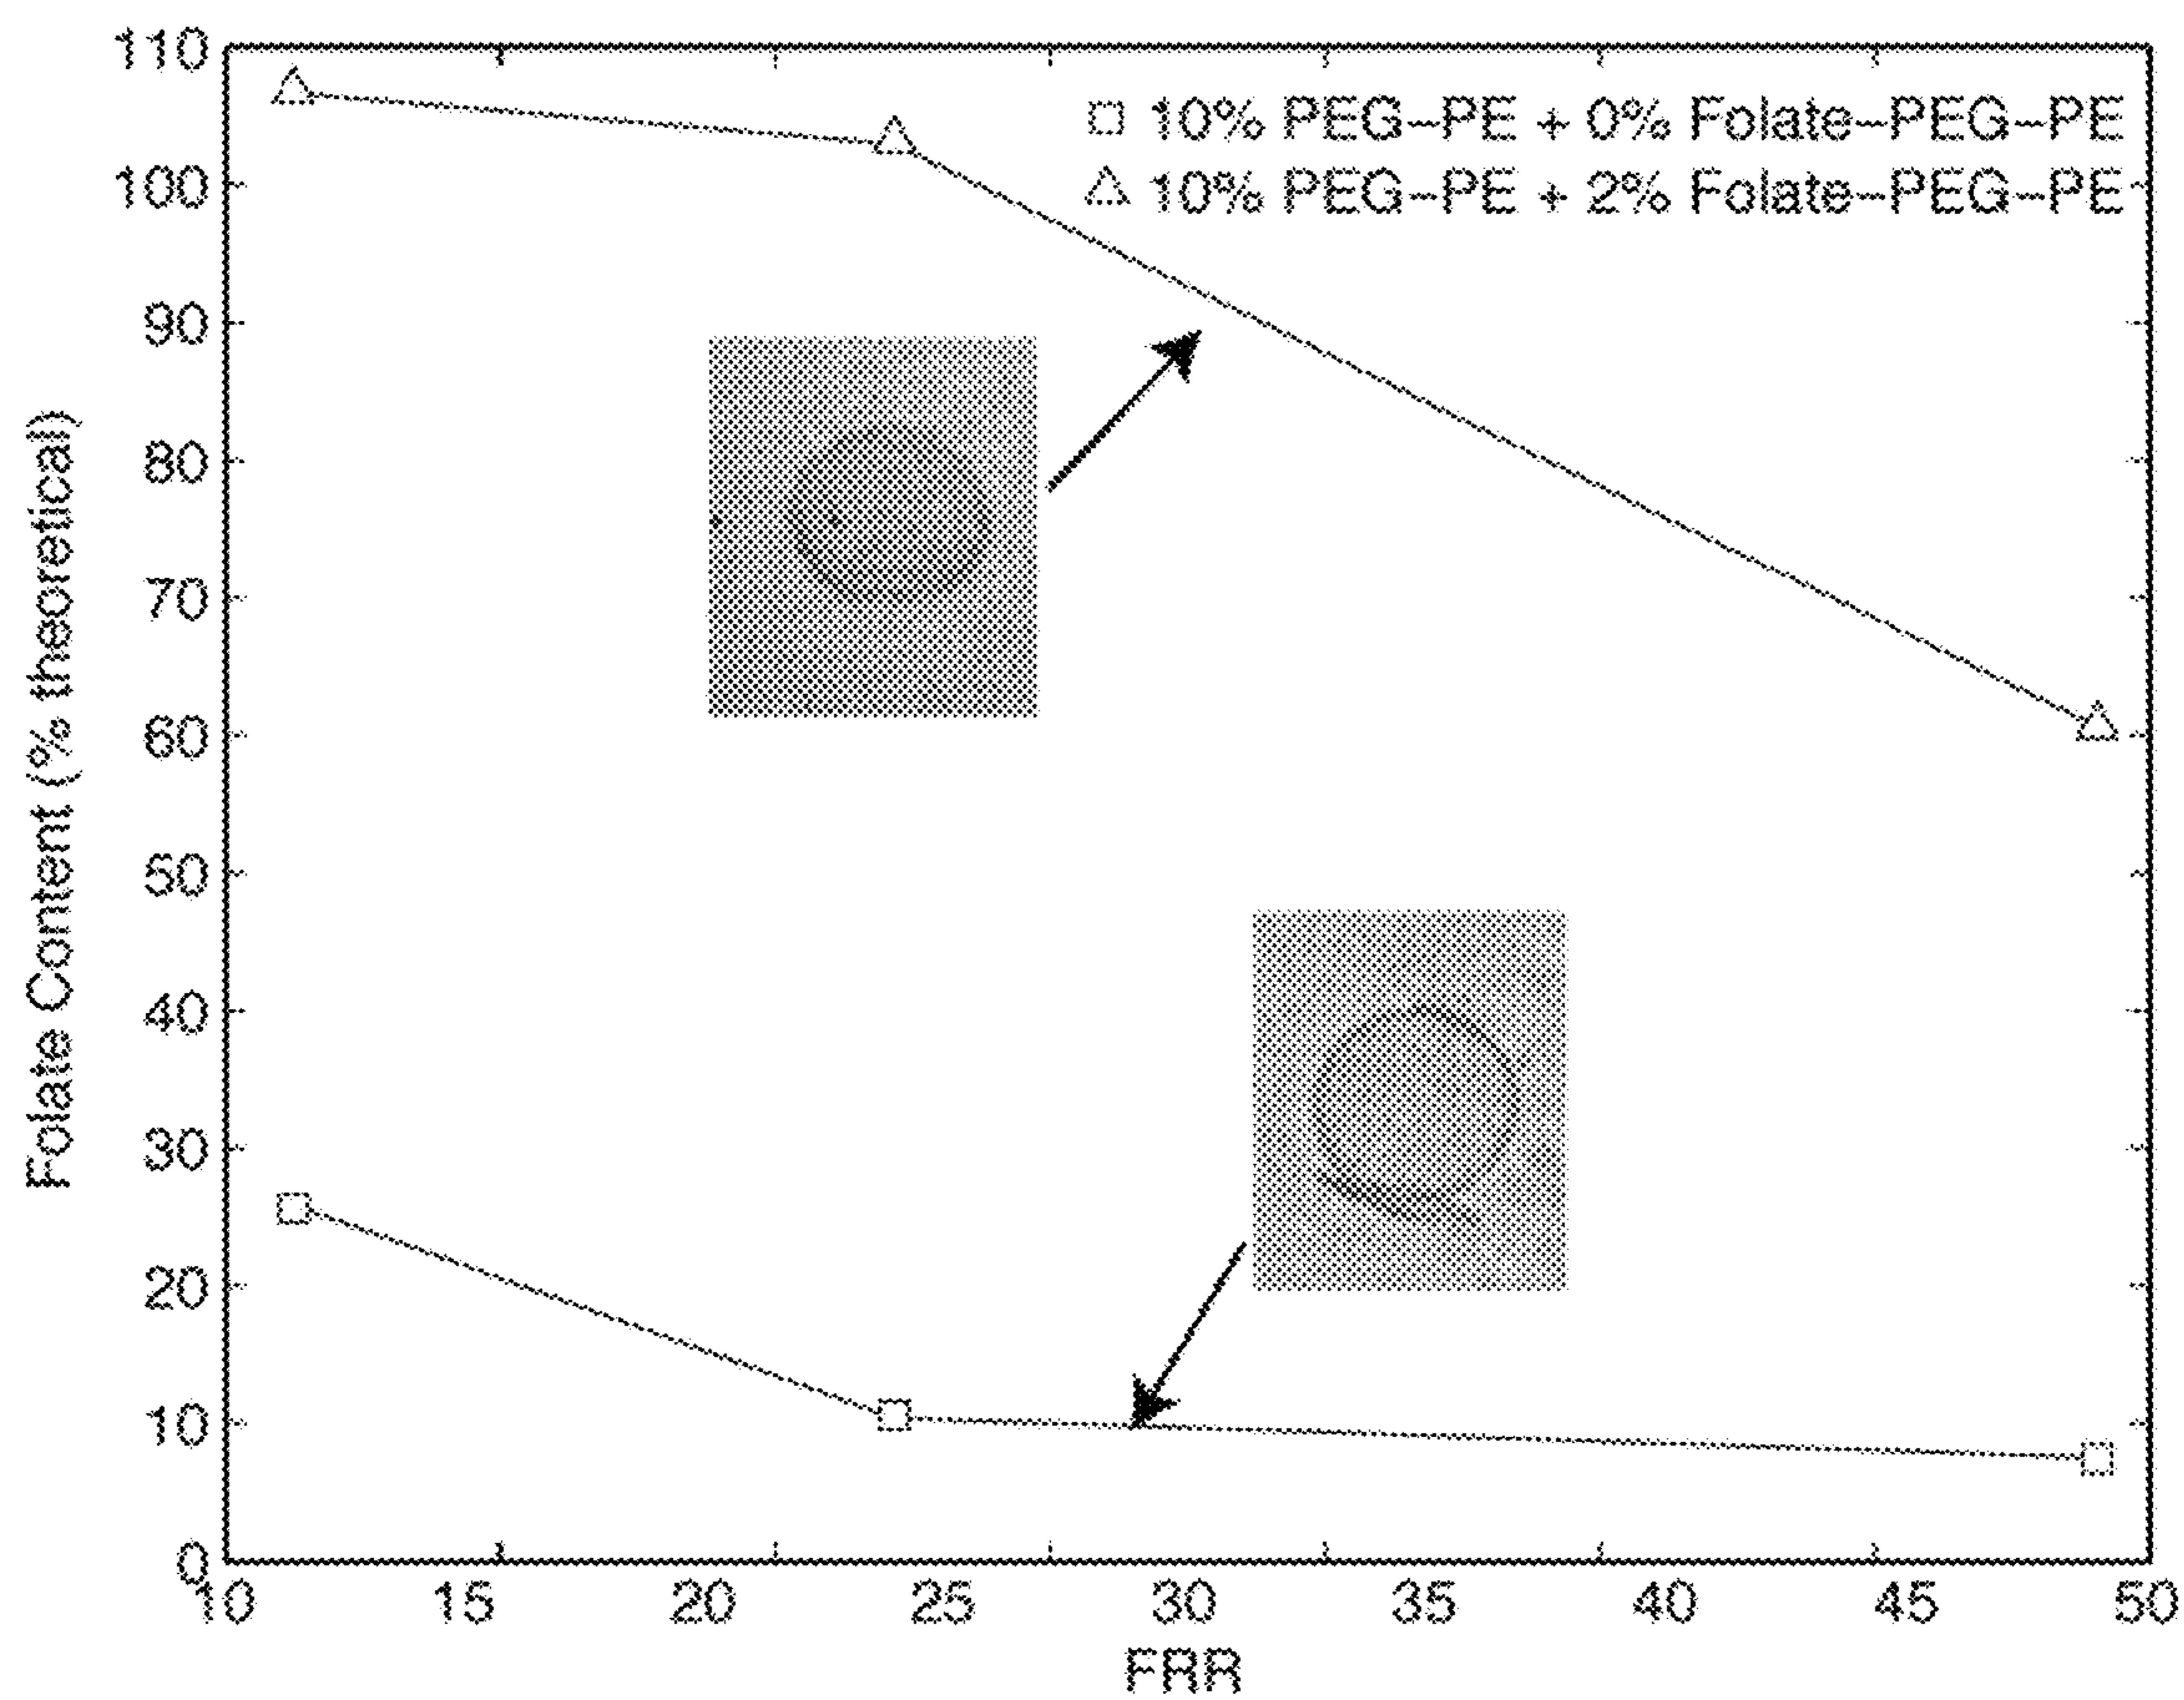 110
100
90
80
70
60
50
40
30
20
10
0
Folate Content (% theoretical)
10% PEG–PE + 0% Folate–PEG–PE
10% PEG–PE + 2% Folate–PEG–PE
10 15 20 25 30 35 40 45 50
FRR